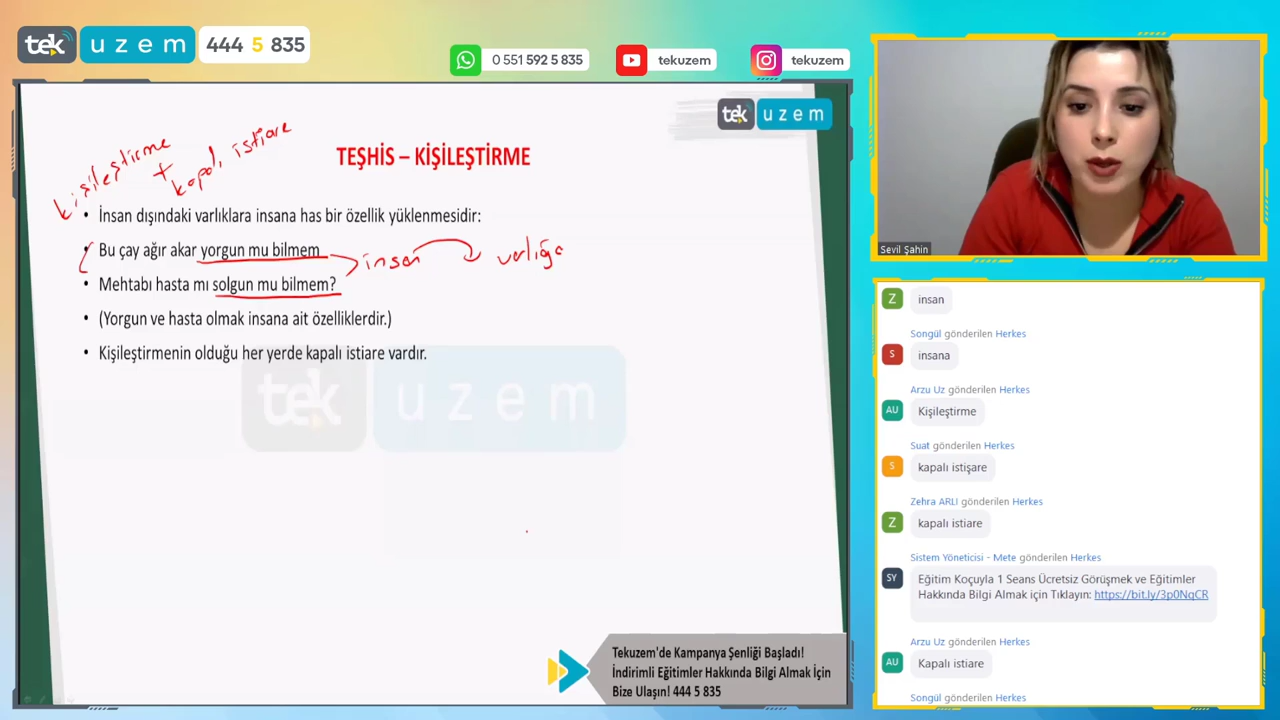 tek uzem 444 5 835
0 551 592 5 835
tekuzem
tekuzem
tek uzem
TEŞHİS – KİŞİLEŞTİRME
kişileştirme
+
kapalı istiare
• İnsan dışındaki varlıklara insana has bir özellik yüklenmesidir:
• Bu çay ağır akar yorgun mu bilmem
insan varlığa
• Mehtabı hasta mı solgun mu bilmem?
• (Yorgun ve hasta olmak insana ait özelliklerdir.)
• Kişileştirmenin olduğu her yerde kapalı istiare vardır.
tek uzem
Tekuzem'de Kampanya Şenliği Başladı!
İndirimli Eğitimler Hakkında Bilgi Almak İçin
Bize Ulaşın! 444 5 835
Sevil Şahin
Z
insan
Songül gönderilen Herkes
S
insana
Arzu Uz gönderilen Herkes
AU
Kişileştirme
Suat gönderilen Herkes
S
kapalı istişare
Zehra ARLI gönderilen Herkes
Z
kapalı istiare
Sistem Yöneticisi - Mete gönderilen Herkes
SY
Eğitim Koçuyla 1 Seans Ücretsiz Görüşmek ve Eğitimler
Hakkında Bilgi Almak için Tıklayın: https://bit.ly/3p0NqCR
Arzu Uz gönderilen Herkes
AU
Kapalı istiare
Songül gönderilen Herkes